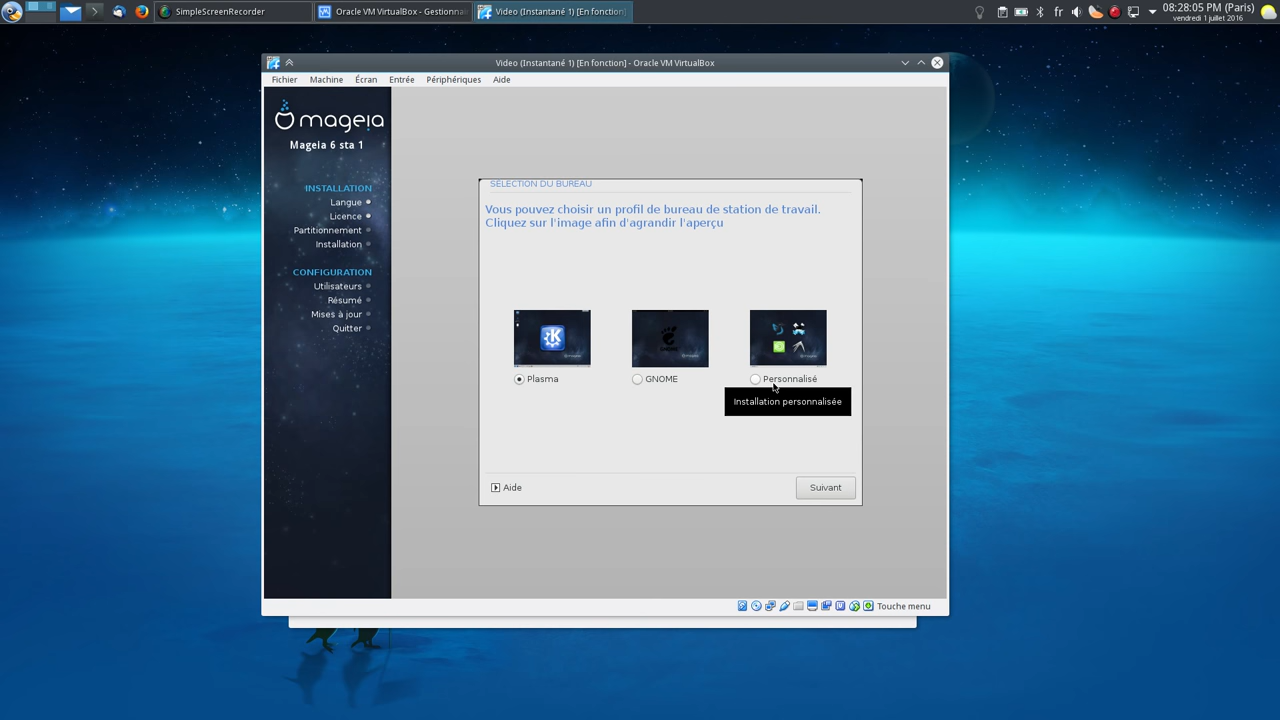 SimpleScreenRecorder
Oracle VM VirtualBox - Gestionnai
Video (Instantané 1) [En fonction]
fr
08:28:05 PM (Paris)
vendredi 1 juillet 2016
Video (Instantané 1) [En fonction] - Oracle VM VirtualBox
Fichier Machine Écran Entrée Périphériques Aide
mageia
Mageia 6 sta 1
INSTALLATION
Langue
Licence
Partitionnement
Installation
CONFIGURATION
Utilisateurs
Résumé
Mises à jour
Quitter
SÉLECTION DU BUREAU
Vous pouvez choisir un profil de bureau de station de travail.
Cliquez sur l'image afin d'agrandir l'aperçu
Plasma GNOME Personnalisé
Installation personnalisée
Aide Suivant
Touche menu